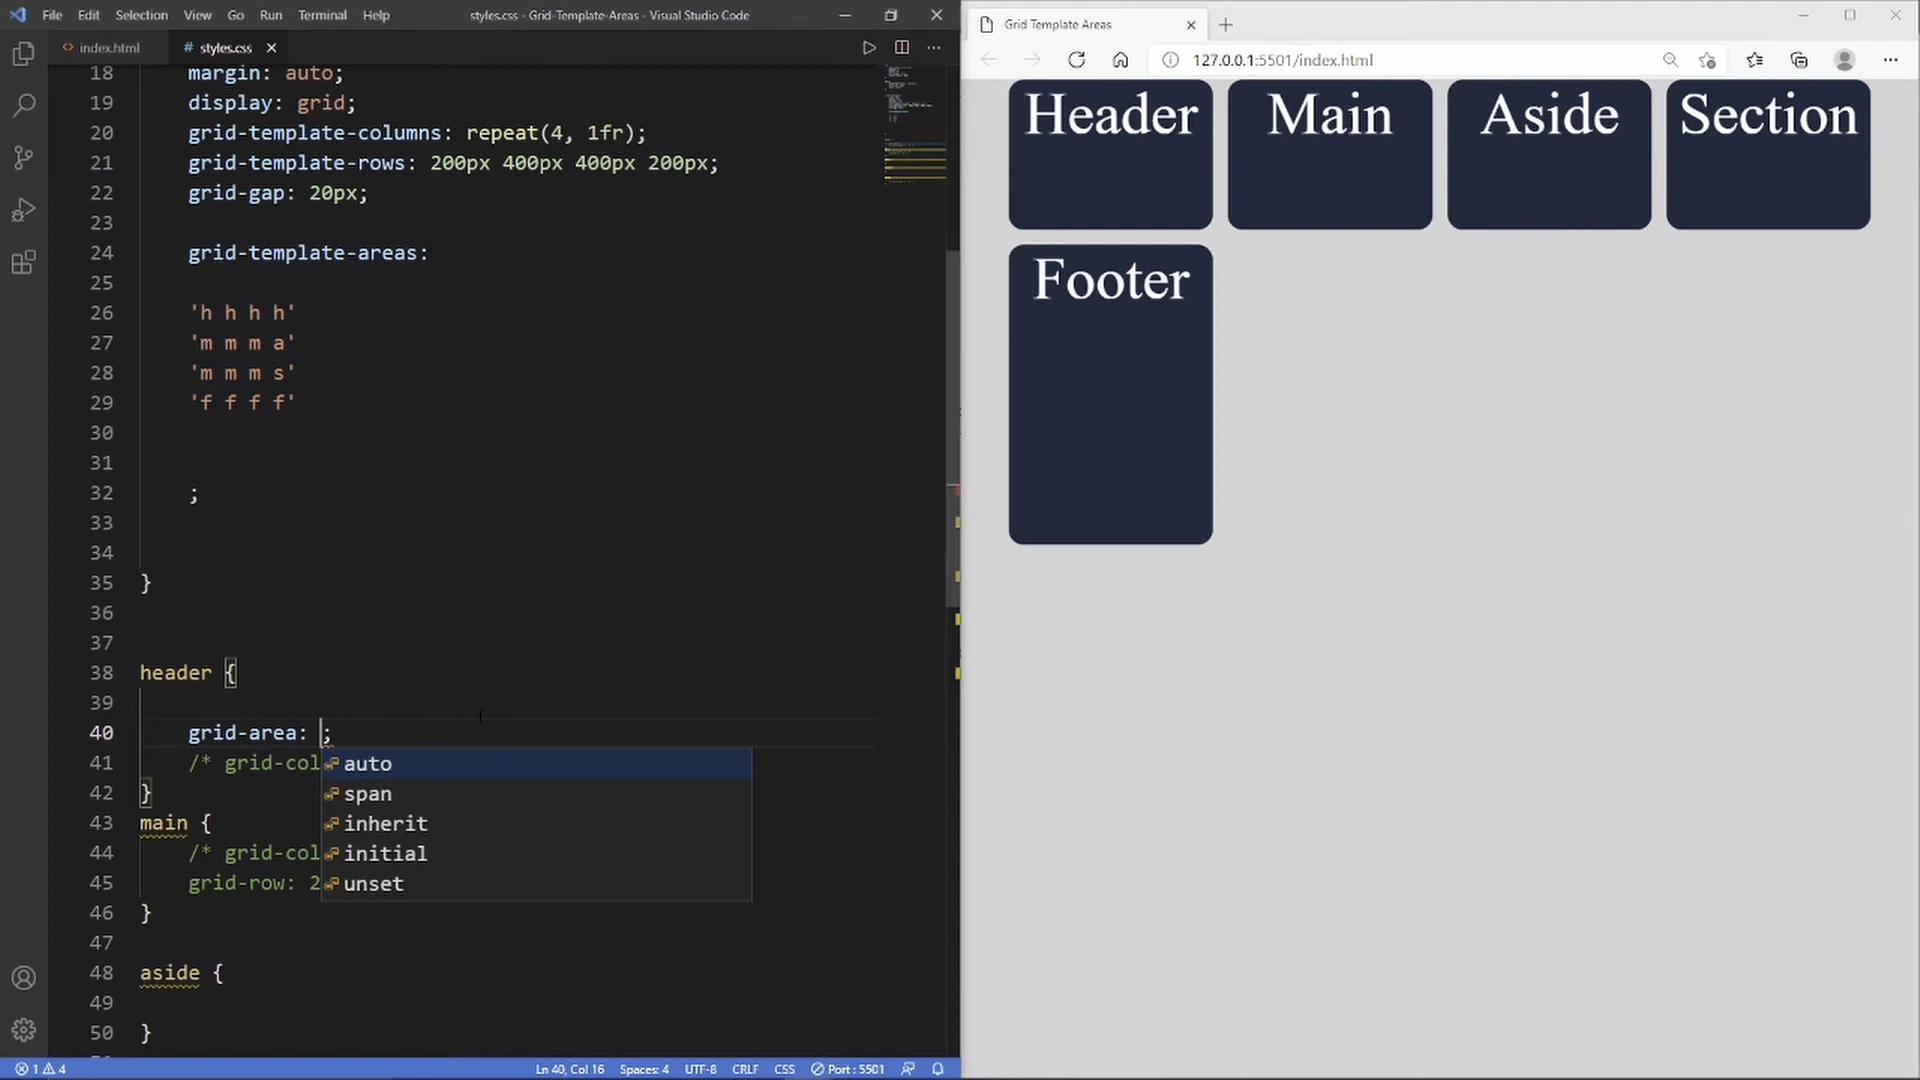 File Edit Selection View Go Run Terminal Help styles.css - Grid-Template-Areas - Visual Studio Code
index.html # styles.css
18 margin: auto;
19 display: grid;
20 grid-template-columns: repeat(4, 1fr);
21 grid-template-rows: 200px 400px 400px 200px;
22 grid-gap: 20px;
23
24 grid-template-areas:
25
26 'h h h h'
27 'm m m a'
28 'm m m s'
29 'f f f f'
30
31
32 ;
33
34
35 }
36
37
38 header {
39
40 grid-area: ;
41 /* grid-col
auto
42 }
span
43 main {
inherit
44 /* grid-col
initial
45 grid-row: 2
unset
46 }
47
48 aside {
49
50 }
1 4 Ln 40, Col 16 Spaces: 4 UTF-8 CRLF CSS Port : 5501
Grid Template Areas
127.0.0.1:5501/index.html
Header Main Aside Section
Footer